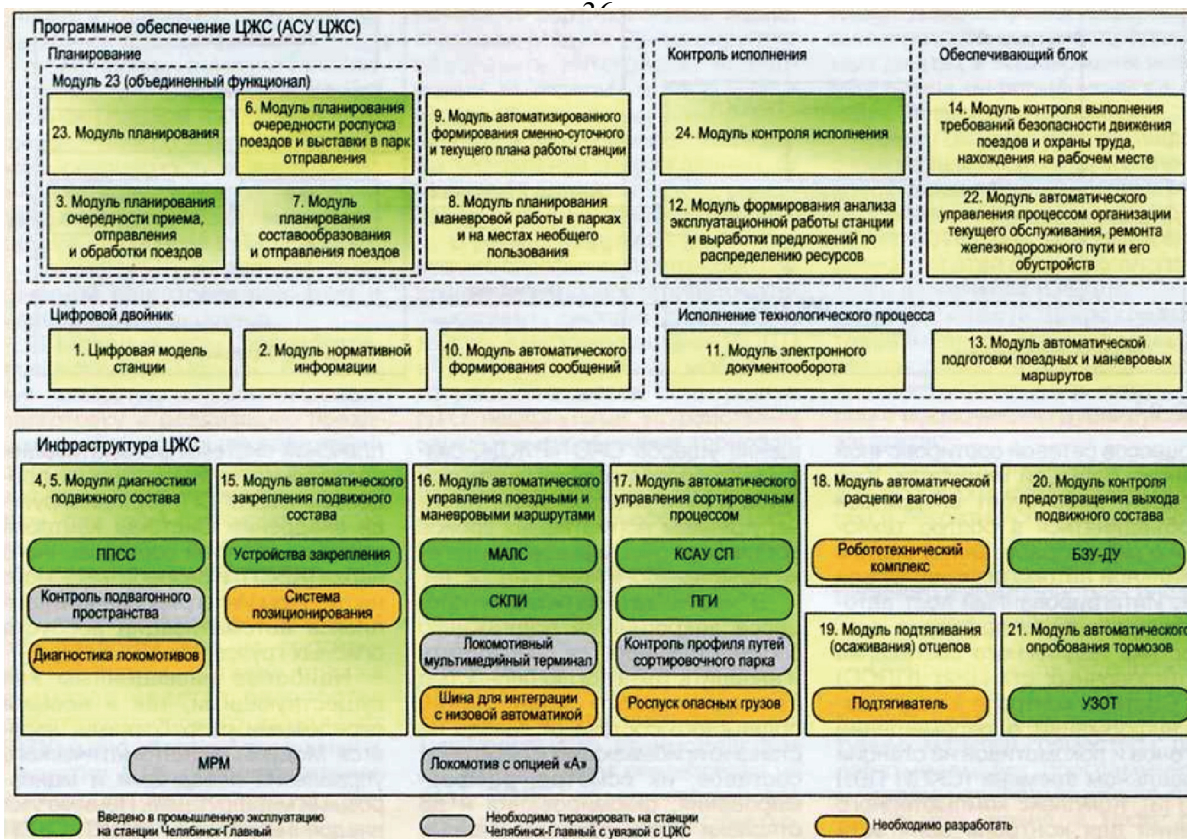 36
Программное обеспечение ЦЖС (АСУ ЦЖС)
Планирование
Модуль 23 (объединенный функционал)
23. Модуль планирования
6. Модуль планирования
очередности роспуска
поездов и выставки в парк
отправления
9. Модуль автоматизированного
формирования сменно-суточного
и текущего плана работы станции
3. Модуль планирования
очередности приема,
отправления
и обработки поездов
7. Модуль
планирования
составообразования
и отправления поездов
8. Модуль планирования
маневровой работы в парках
и на местах необщего
пользования
Контроль исполнения
24. Модуль контроля исполнения
12. Модуль формирования анализа
эксплуатационной работы станции
и выработки предложений по
распределению ресурсов
Обеспечивающий блок
14. Модуль контроля выполнения
требований безопасности движения
поездов и охраны труда,
нахождения на рабочем месте
22. Модуль автоматического
управления процессом организации
текущего обслуживания, ремонта
железнодорожного пути и его
обустройств
Цифровой двойник
1. Цифровая модель
станции
2. Модуль нормативной
информации
10. Модуль автоматического
формирования сообщений
Исполнение технологического процесса
11. Модуль электронного
документооборота
13. Модуль автоматической
подготовки поездных и маневровых
маршрутов
Инфраструктура ЦЖС
4, 5. Модули диагностики
подвижного состава
ППСС
Контроль подвагонного
пространства
Диагностика локомотивов
15. Модуль автоматического
закрепления подвижного
состава
Устройства закрепления
Система
позиционирования
16. Модуль автоматического
управления поездными и
маневровыми маршрутами
МАЛС
СКПИ
Локомотивный
мультимедийный терминал
Шина для интеграции
с низовой автоматикой
17. Модуль автоматического
управления сортировочным
процессом
КСАУ СП
ПГИ
Контроль профиля путей
сортировочного парка
Роспуск опасных грузов
18. Модуль автоматической
расцепки вагонов
Робототехнический
комплекс
20. Модуль контроля
предотвращения выхода
подвижного состава
БЗУ-ДУ
19. Модуль подтягивания
(осаживания) отцепов
Подтягиватель
21. Модуль автоматического
опробования тормозов
УЗОТ
МРМ
Локомотив с опцией «А»
Введено в промышленную эксплуатацию
на станции Челябинск-Главный
Необходимо тиражировать на станции
Челябинск-Главный с увязкой с ЦЖС
Необходимо разработать